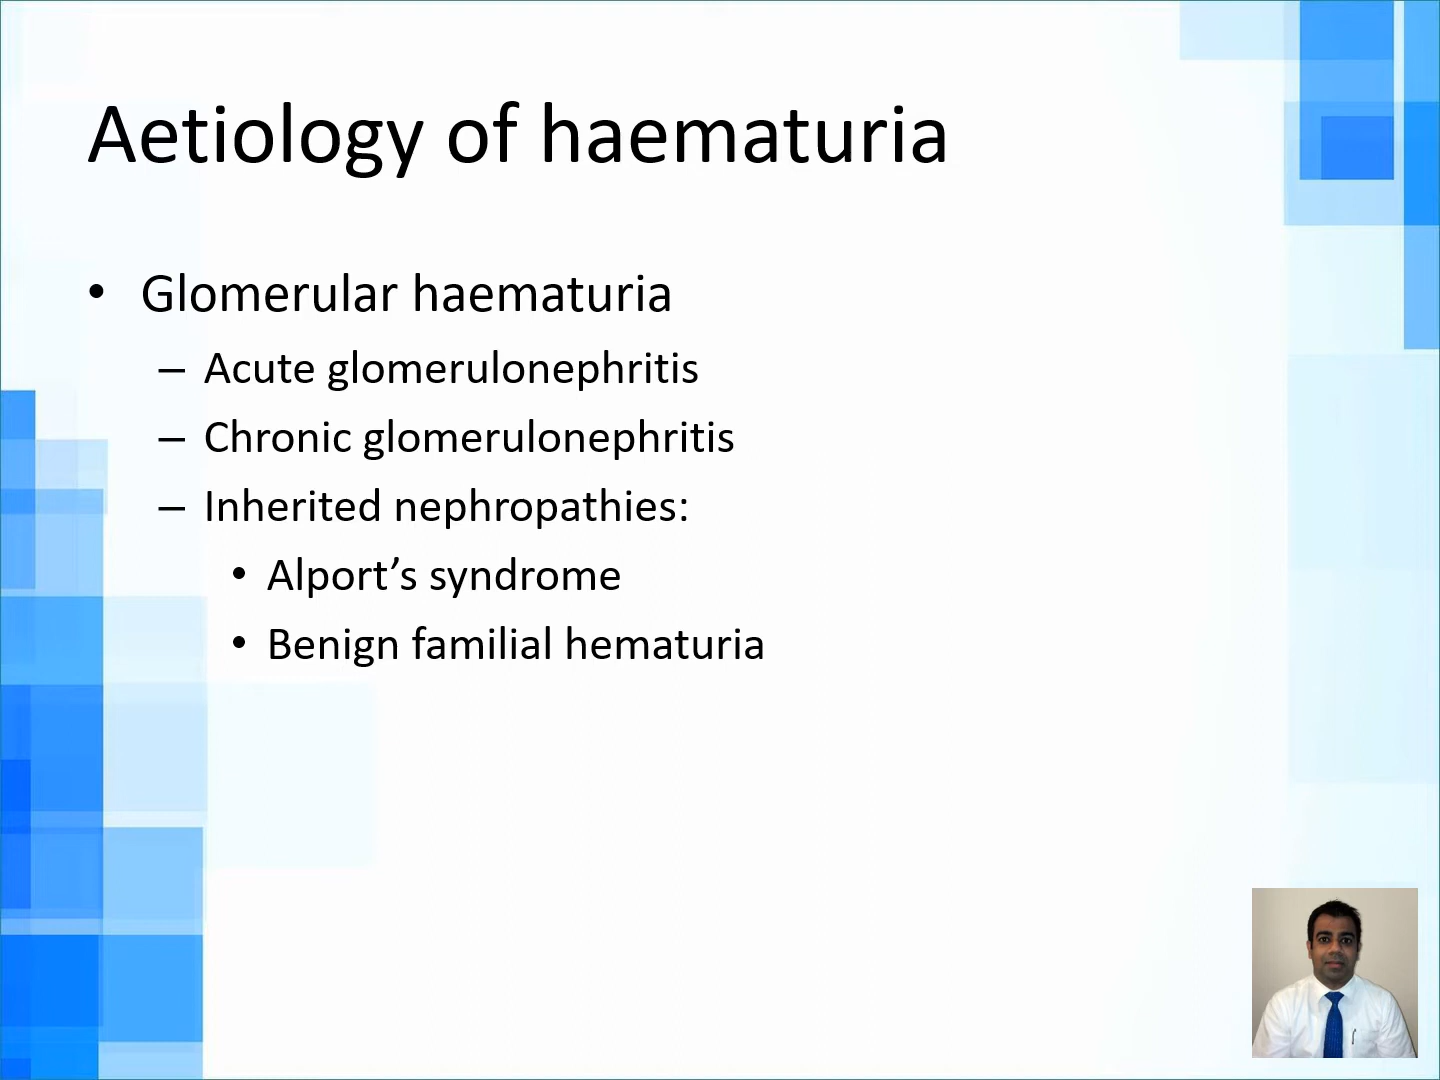 Aetiology of haematuria
• Glomerular haematuria
– Acute glomerulonephritis
– Chronic glomerulonephritis
– Inherited nephropathies:
• Alport’s syndrome
• Benign familial hematuria